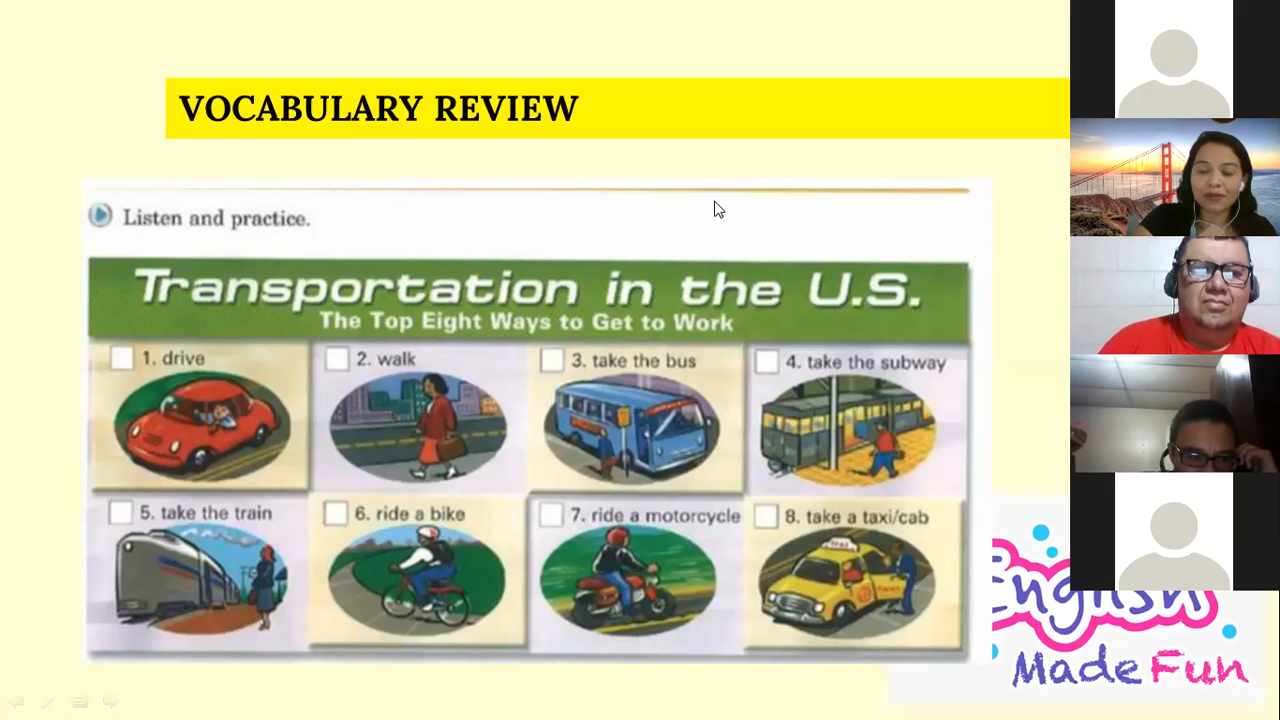 VOCABULARY REVIEW
Listen and practice.
Transportation in the U.S.
The Top Eight Ways to Get to Work
1. drive
2. walk
3. take the bus
4. take the subway
5. take the train
6. ride a bike
7. ride a motorcycle
8. take a taxi/cab
TAXI
English
Made Fun